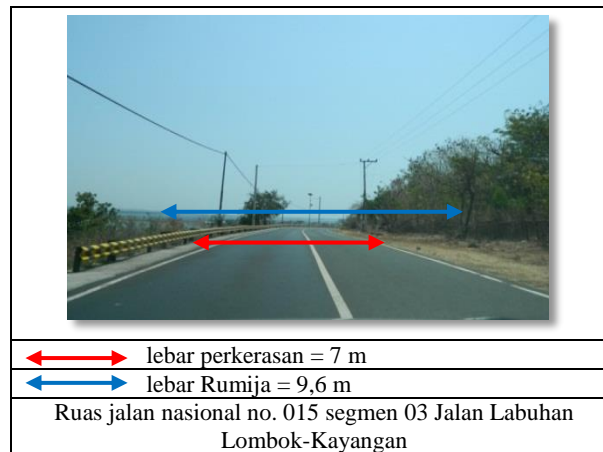 lebar perkerasan = 7 m
lebar Rumija = 9,6 m
Ruas jalan nasional no. 015 segmen 03 Jalan Labuhan
Lombok-Kayangan